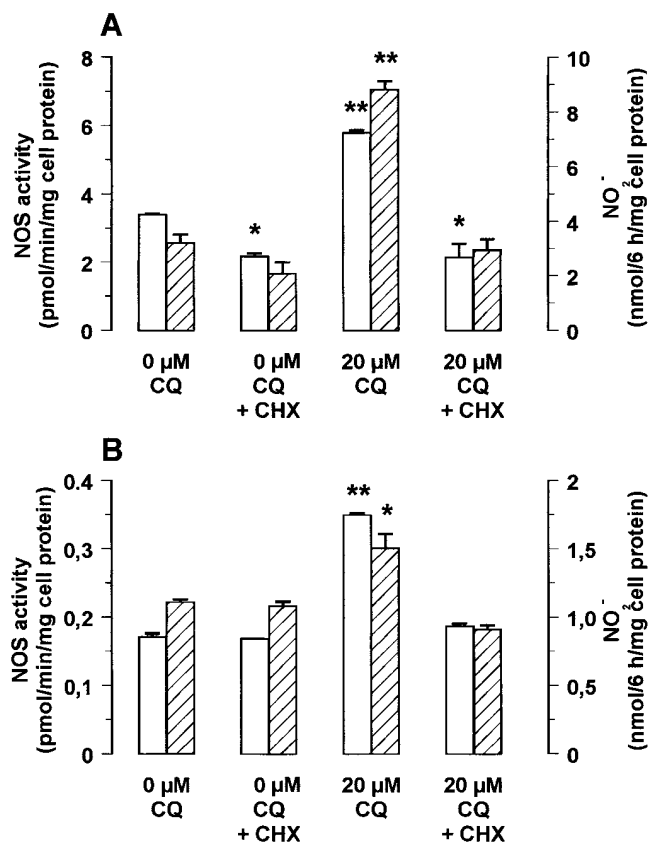 A
NOS activity
(pmol/min/mg cell protein)
8
6
4
2
0
10
8
6
4
2
0
NO2-
(nmol/6 h/mg cell protein)
*
**
**
*
0 µM
CQ
0 µM
CQ
+ CHX
20 µM
CQ
20 µM
CQ
+ CHX
B
NOS activity
(pmol/min/mg cell protein)
0.4
0,3
0,2
0,1
0
2
1,5
1,0
0,5
0
NO2-
(nmol/6 h/mg cell protein)
**
*
0 µM
CQ
0 µM
CQ
+ CHX
20 µM
CQ
20 µM
CQ
+ CHX